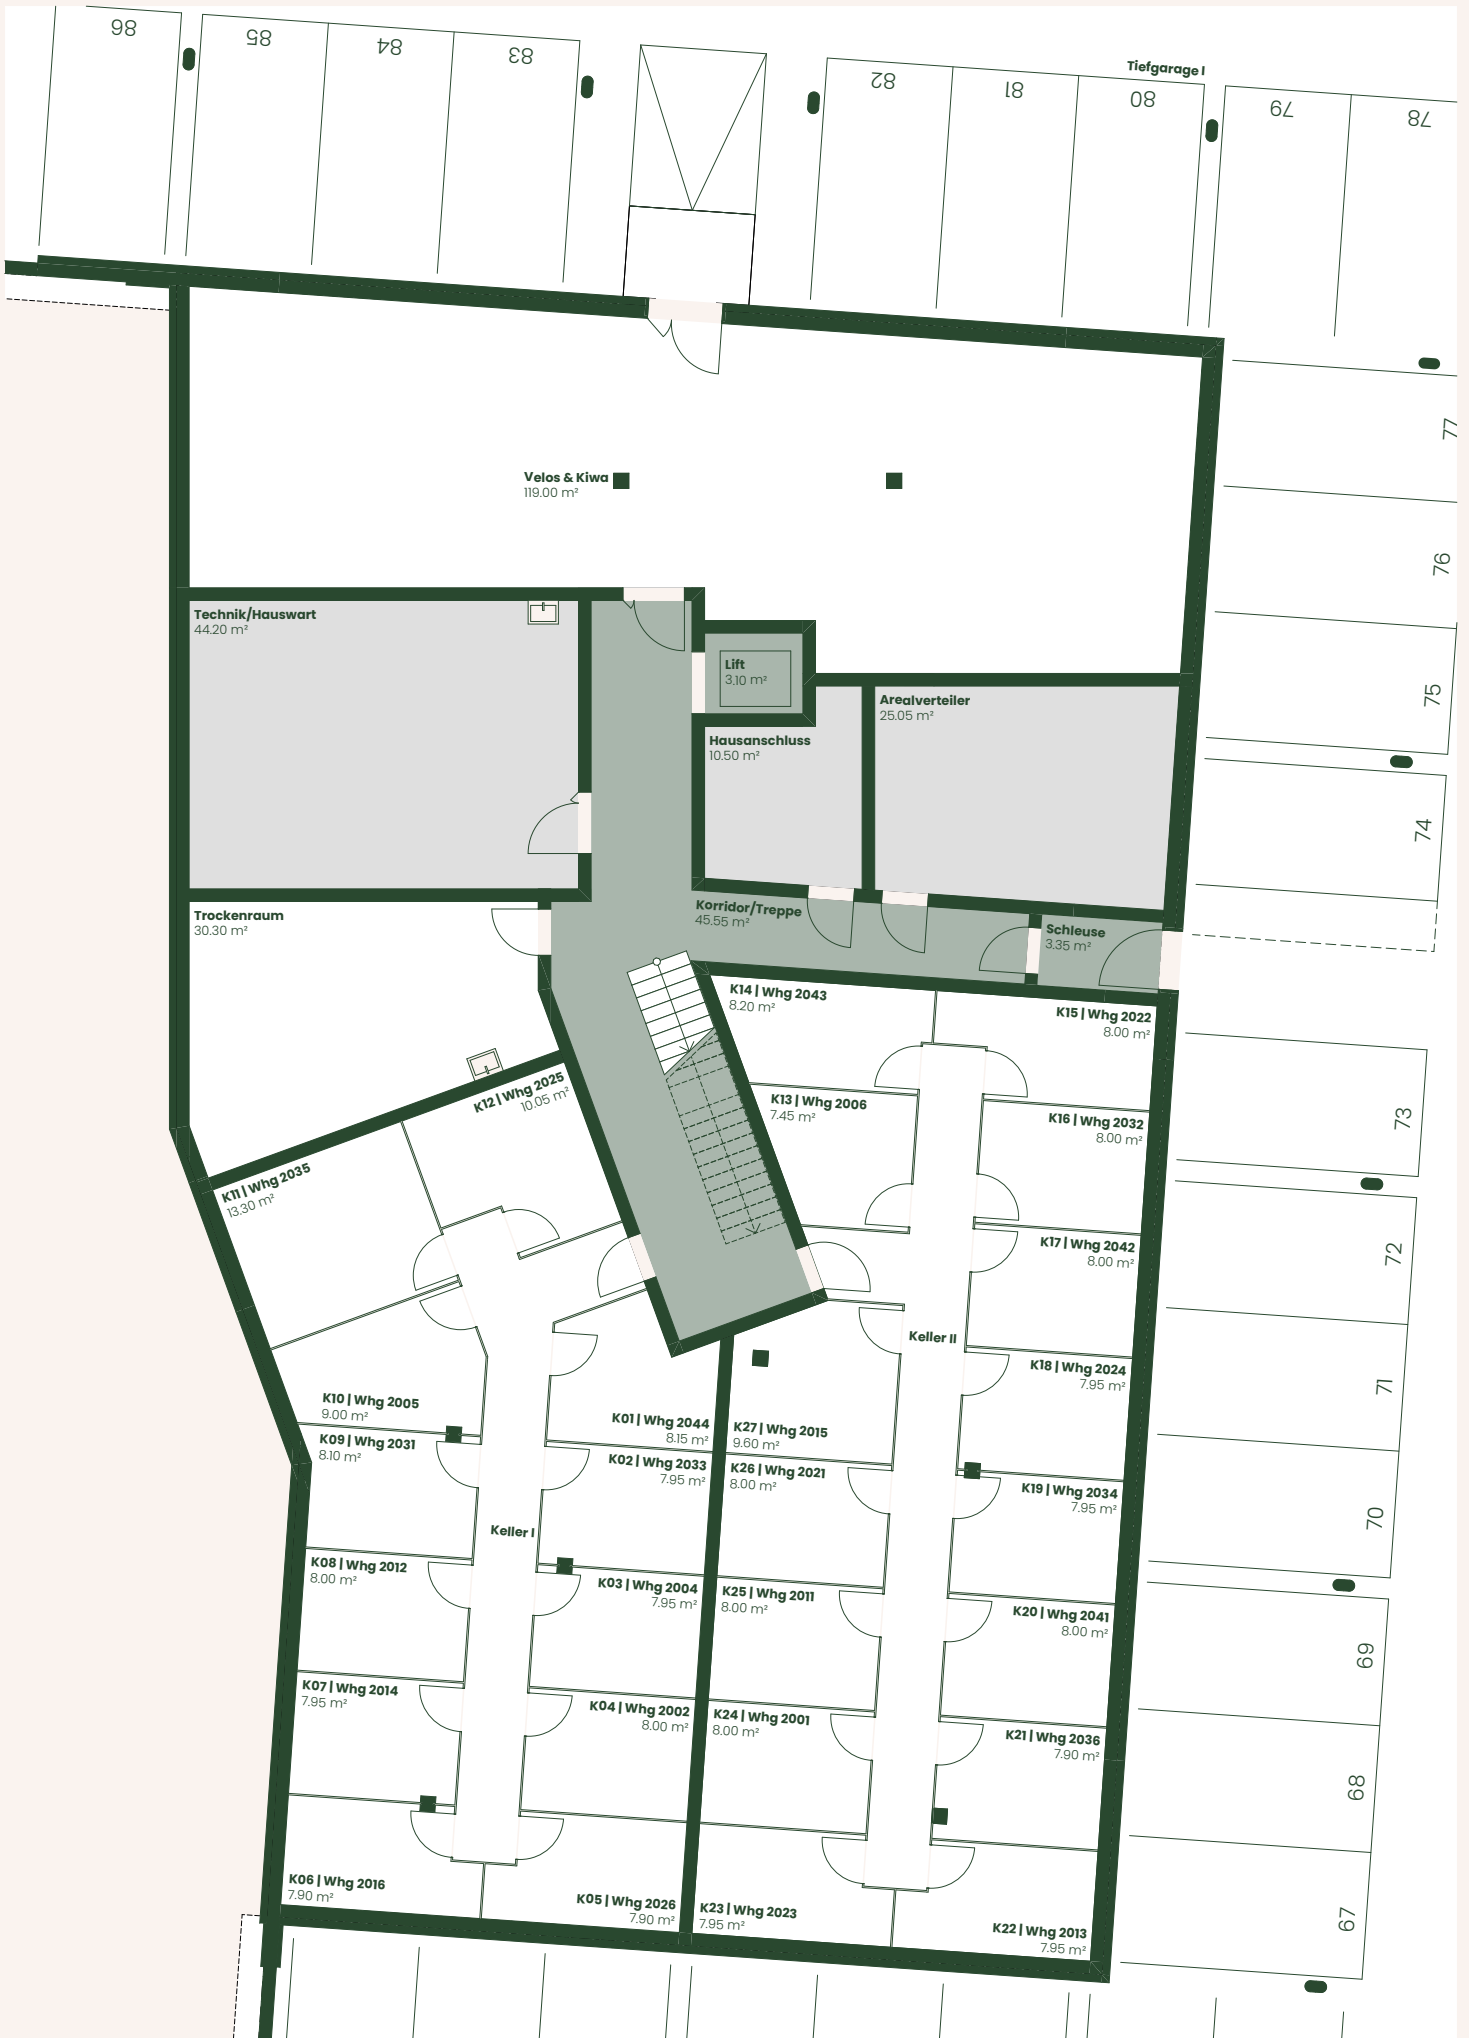 86
85
84
83
82
81
80
Tiefgarage I
79
78
77
76
75
74
73
72
71
70
69
68
67
Velos & Kiwa
119.00 m²
Technik/Hauswart
44.20 m²
Lift
3.10 m²
Arealverteiler
25.05 m²
Hausanschluss
10.50 m²
Trockenraum
30.30 m²
Korridor/Treppe
45.55 m²
Schleuse
3.35 m²
K14 | Whg 2043
8.20 m²
K15 | Whg 2022
8.00 m²
K12 | Whg 2025
10.05 m²
K13 | Whg 2006
7.45 m²
K16 | Whg 2032
8.00 m²
K11 | Whg 2035
13.30 m²
K17 | Whg 2042
8.00 m²
Keller II
K18 | Whg 2024
7.95 m²
K10 | Whg 2005
9.00 m²
K01 | Whg 2044
8.15 m²
K27 | Whg 2015
9.60 m²
K09 | Whg 2031
8.10 m²
K02 | Whg 2033
7.95 m²
K26 | Whg 2021
8.00 m²
K19 | Whg 2034
7.95 m²
Keller I
K08 | Whg 2012
8.00 m²
K03 | Whg 2004
7.95 m²
K25 | Whg 2011
8.00 m²
K20 | Whg 2041
8.00 m²
K07 | Whg 2014
7.95 m²
K04 | Whg 2002
8.00 m²
K24 | Whg 2001
8.00 m²
K21 | Whg 2036
7.90 m²
K06 | Whg 2016
7.90 m²
K05 | Whg 2026
7.90 m²
K23 | Whg 2023
7.95 m²
K22 | Whg 2013
7.95 m²